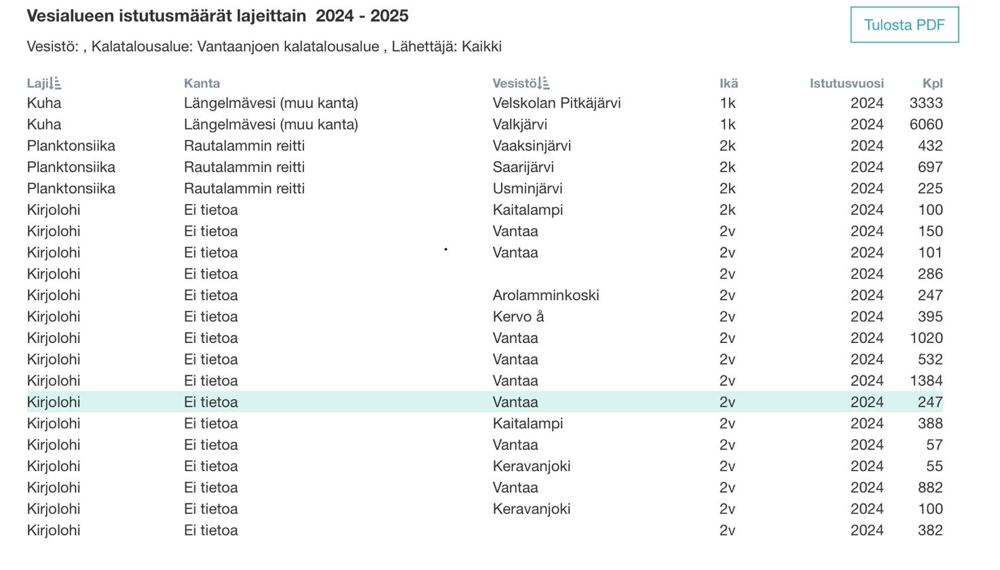 Vesialueen istutusmäärät lajeittain 2024 - 2025
Tulosta PDF
Vesistö: , Kalatalousalue: Vantaanjoen kalatalousalue , Lähettäjä: Kaikki
Laji Kanta Vesistö Ikä Istutusvuosi Kpl
Kuha Längelmävesi (muu kanta) Velskolan Pitkäjärvi 1k 2024 3333
Kuha Längelmävesi (muu kanta) Valkjärvi 1k 2024 6060
Planktonsiika Rautalammin reitti Vaaksinjärvi 2k 2024 432
Planktonsiika Rautalammin reitti Saarijärvi 2k 2024 697
Planktonsiika Rautalammin reitti Usminjärvi 2k 2024 225
Kirjolohi Ei tietoa Kaitalampi 2k 2024 100
Kirjolohi Ei tietoa Vantaa 2v 2024 150
Kirjolohi Ei tietoa Vantaa 2v 2024 101
Kirjolohi Ei tietoa 2v 2024 286
Kirjolohi Ei tietoa Arolamminkoski 2v 2024 247
Kirjolohi Ei tietoa Kervo å 2v 2024 395
Kirjolohi Ei tietoa Vantaa 2v 2024 1020
Kirjolohi Ei tietoa Vantaa 2v 2024 532
Kirjolohi Ei tietoa Vantaa 2v 2024 1384
Kirjolohi Ei tietoa Vantaa 2v 2024 247
Kirjolohi Ei tietoa Kaitalampi 2v 2024 388
Kirjolohi Ei tietoa Vantaa 2v 2024 57
Kirjolohi Ei tietoa Keravanjoki 2v 2024 55
Kirjolohi Ei tietoa Vantaa 2v 2024 882
Kirjolohi Ei tietoa Keravanjoki 2v 2024 100
Kirjolohi Ei tietoa 2v 2024 382